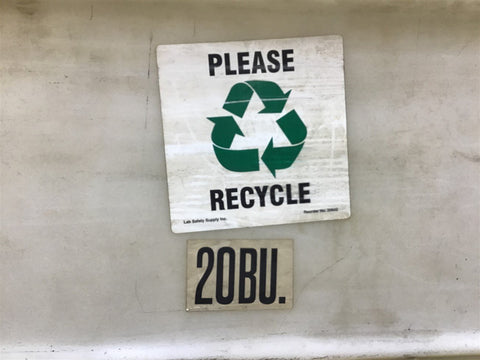 PLEASE
RECYCLE
Lab Safety Supply Inc.
20BU.